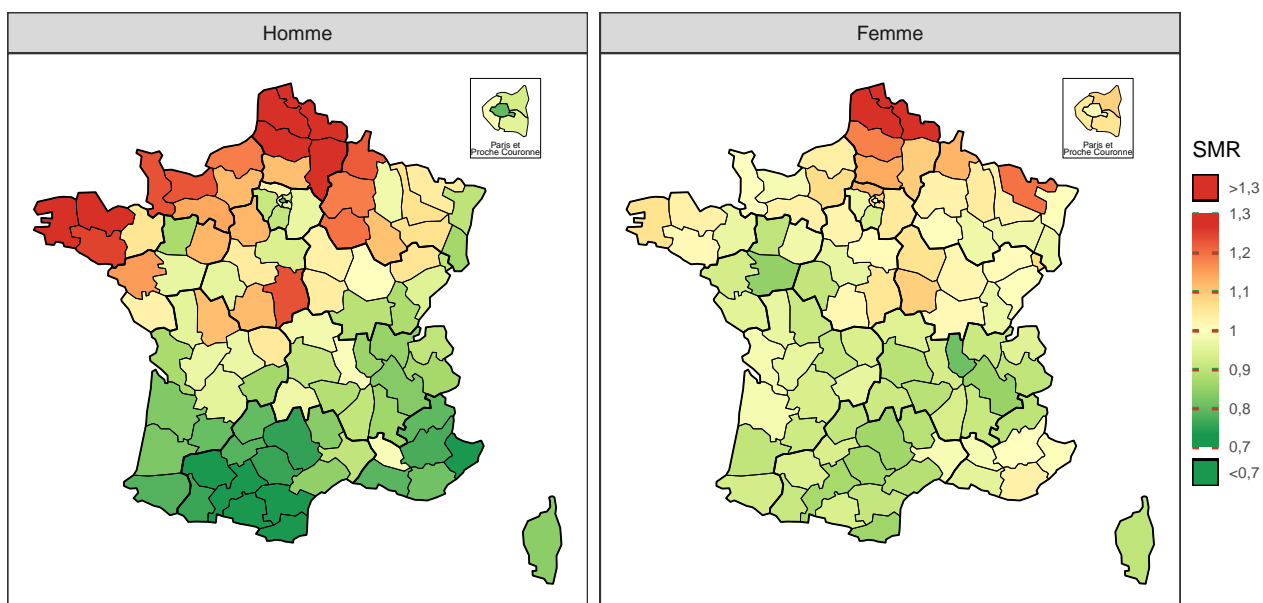 Homme
Femme
Paris et
Proche Couronne
Paris et
Proche Couronne
SMR
>1,3
1,3
1,2
1,1
1
0,9
0,8
0,7
<0,7